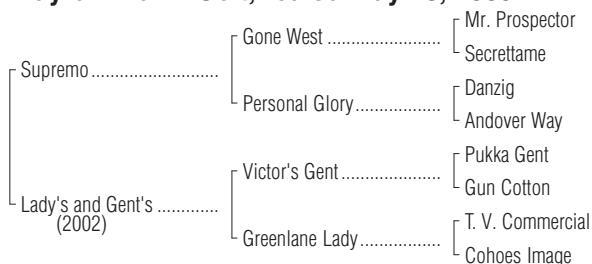 Mr. Prospector
Gone West ....................
Secrettame
Supremo ........................
Danzig
Personal Glory..................
Andover Way
Pukka Gent
Victor's Gent ...................
Gun Cotton
Lady's and Gent's .............
(2002)
T. V. Commercial
Greenlane Lady................
Cohoes Image